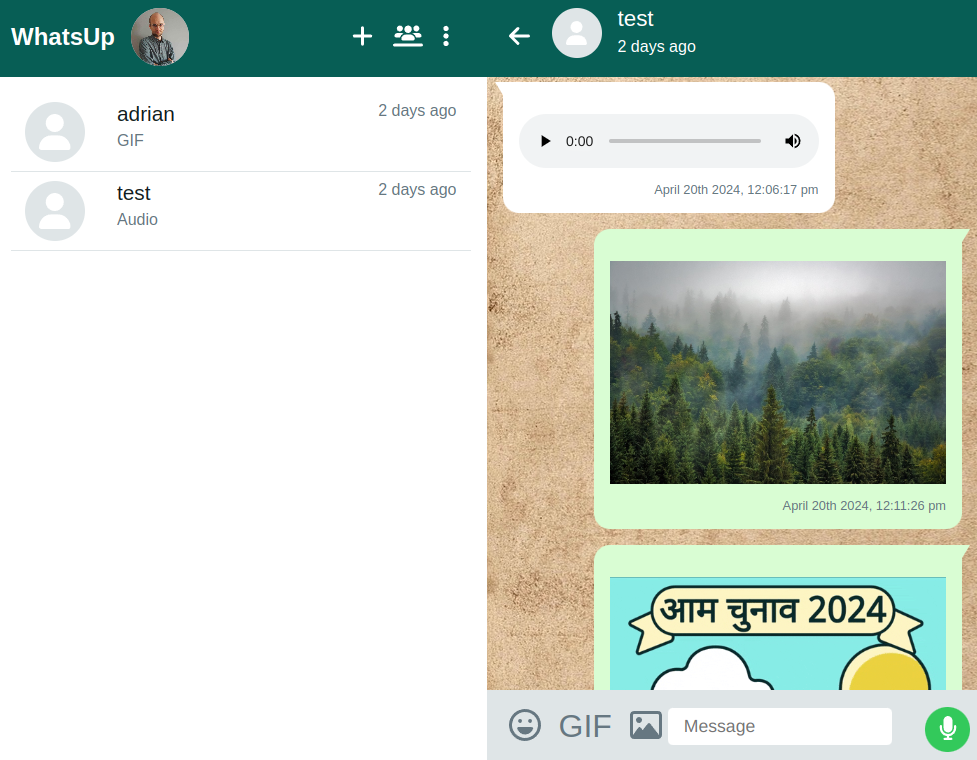 WhatsUp
adrian
2 days ago
GIF
test
2 days ago
Audio
test
2 days ago
0:00
April 20th 2024, 12:06:17 pm
April 20th 2024, 12:11:26 pm
आम चुनाव 2024
GIF
Message